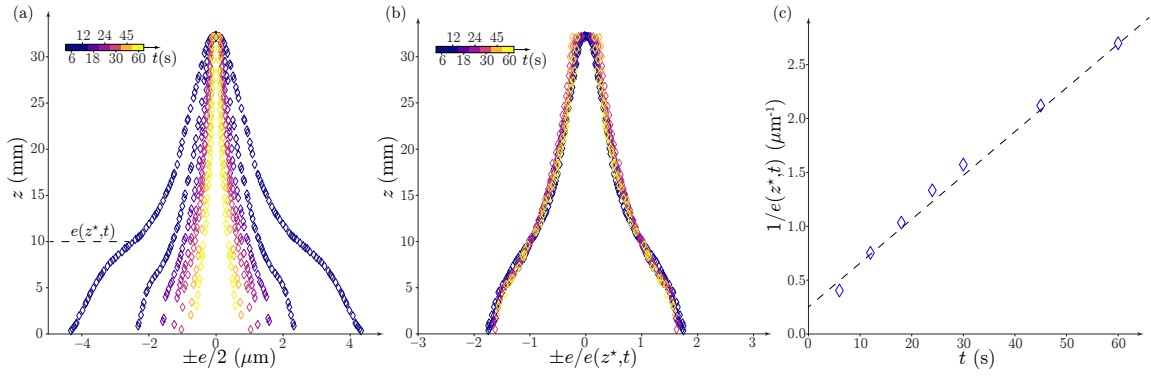 (a)
z (mm)
30
25
20
15
10
5
0
12 24 45
6 18 30 60 t(s)
e(z⋆,t)
−4 −2 0 2 4
±e/2 (μm)
(b)
z (mm)
30
25
20
15
10
5
0
12 24 45
6 18 30 60 t(s)
−3 −2 −1 0 1 2 3
±e/e(z⋆,t)
(c)
1/e(z⋆,t) (μm⁻¹)
2.5
2.0
1.5
1.0
0.5
0.0
0 10 20 30 40 50 60
t (s)